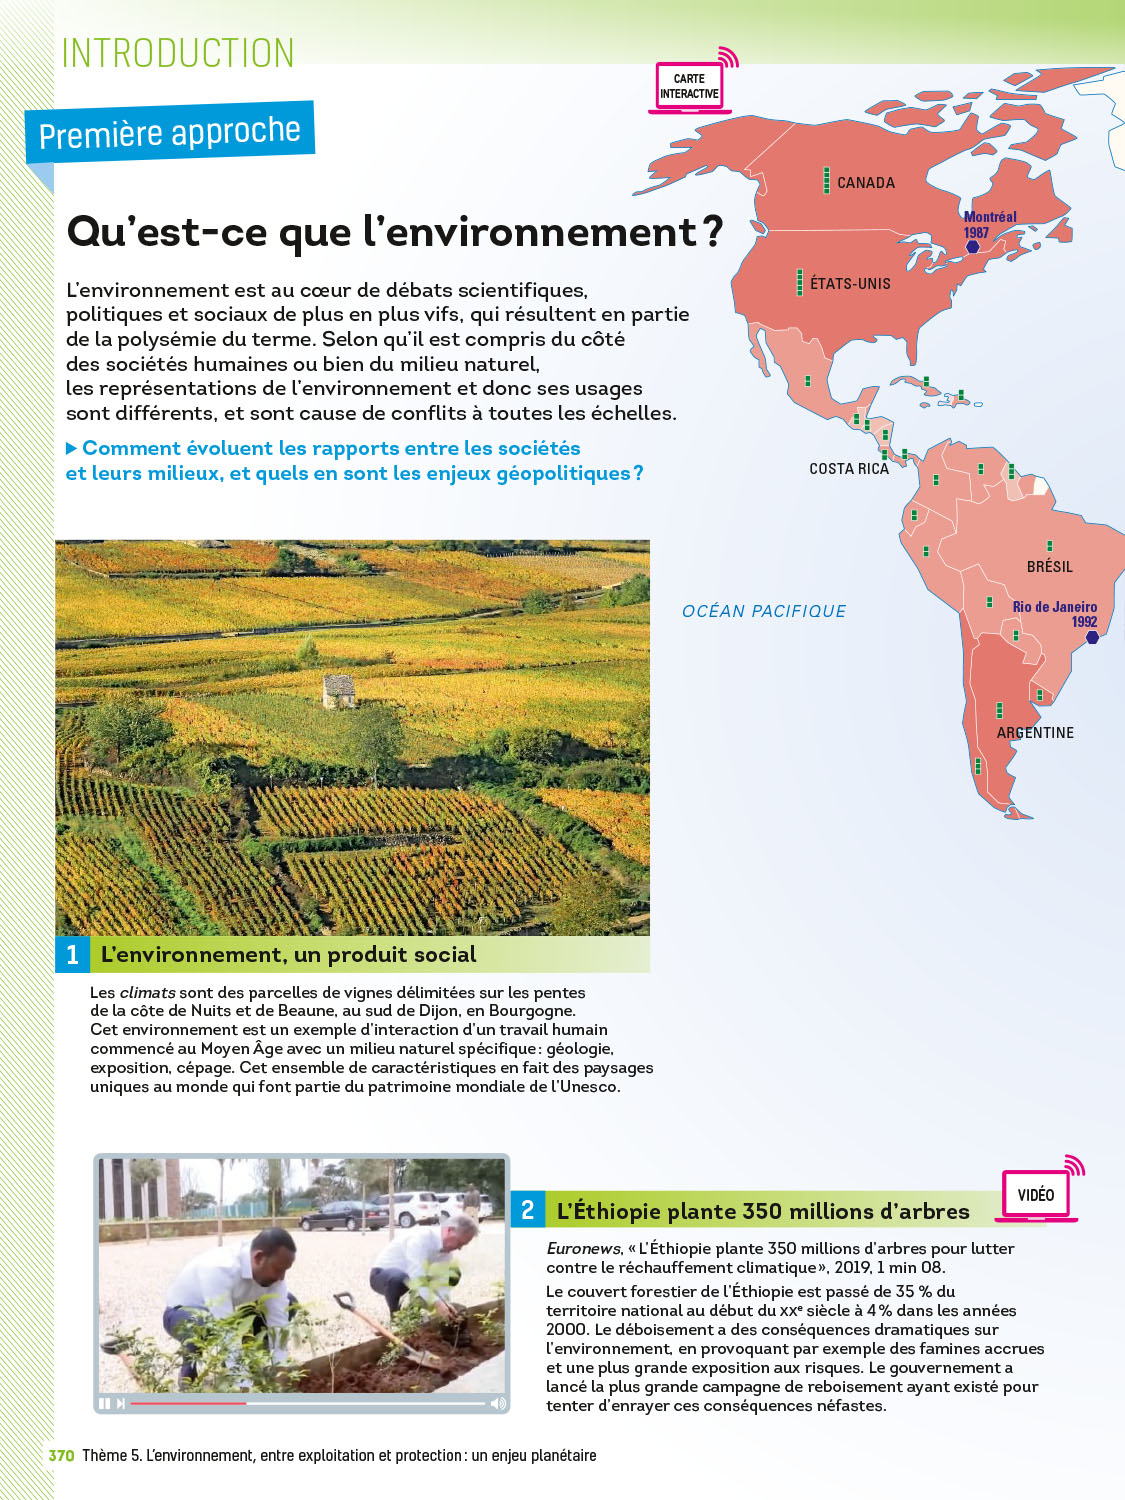 INTRODUCTION
Première approche
Qu’est-ce que l’environnement ?
L’environnement est au cœur de débats scientifiques,
politiques et sociaux de plus en plus vifs, qui résultent en partie
de la polysémie du terme. Selon qu’il est compris du côté
des sociétés humaines ou bien du milieu naturel,
les représentations de l’environnement et donc ses usages
sont différents, et sont cause de conflits à toutes les échelles.
▶ Comment évoluent les rapports entre les sociétés
et leurs milieux, et quels en sont les enjeux géopolitiques ?
CARTE
INTERACTIVE
CANADA
Montréal
1987
ÉTATS-UNIS
COSTA RICA
BRÉSIL
OCÉAN PACIFIQUE
Rio de Janeiro
1992
ARGENTINE
1 L’environnement, un produit social
Les climats sont des parcelles de vignes délimitées sur les pentes
de la côte de Nuits et de Beaune, au sud de Dijon, en Bourgogne.
Cet environnement est un exemple d’interaction d’un travail humain
commencé au Moyen Âge avec un milieu naturel spécifique : géologie,
exposition, cépage. Cet ensemble de caractéristiques en fait des paysages
uniques au monde qui font partie du patrimoine mondiale de l’Unesco.
2 L’Éthiopie plante 350 millions d’arbres
VIDÉO
Euronews, « L’Éthiopie plante 350 millions d’arbres pour lutter
contre le réchauffement climatique », 2019, 1 min 08.
Le couvert forestier de l’Éthiopie est passé de 35 % du
territoire national au début du XXe siècle à 4 % dans les années
2000. Le déboisement a des conséquences dramatiques sur
l’environnement, en provoquant par exemple des famines accrues
et une plus grande exposition aux risques. Le gouvernement a
lancé la plus grande campagne de reboisement ayant existé pour
tenter d’enrayer ces conséquences néfastes.
370 Thème 5. L’environnement, entre exploitation et protection : un enjeu planétaire